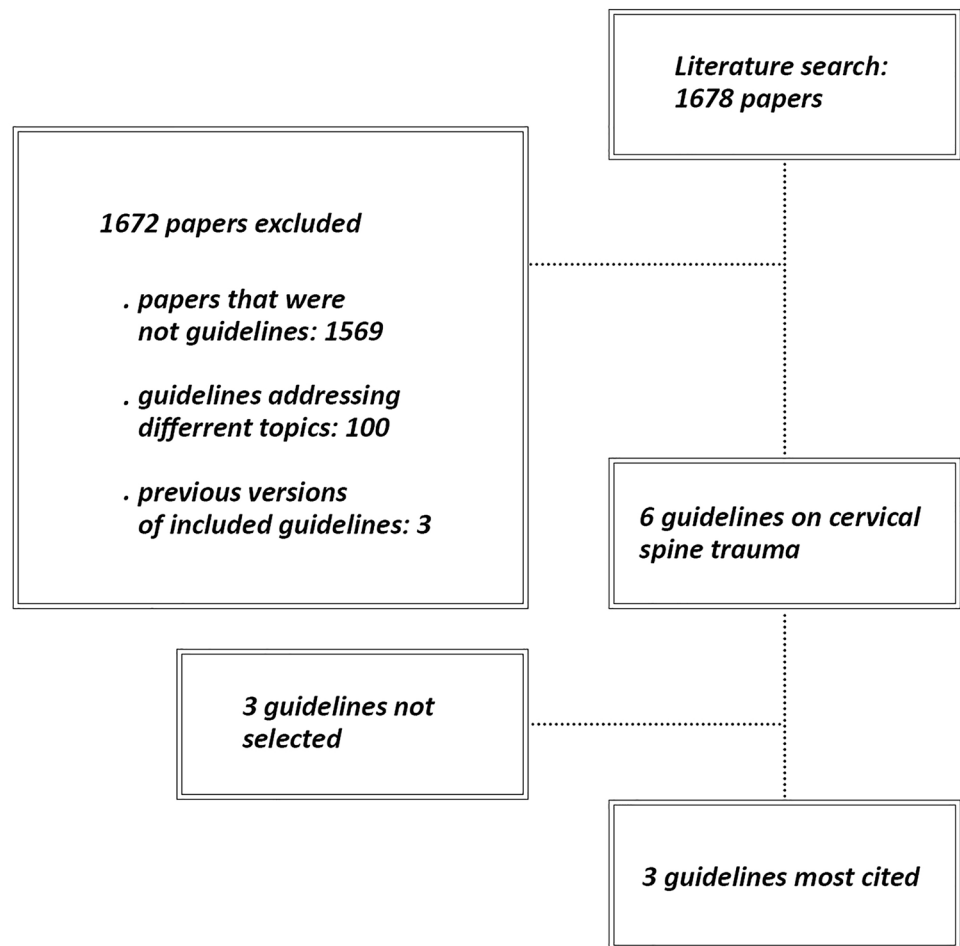 Literature search:
1678 papers
1672 papers excluded
. papers that were
not guidelines: 1569
. guidelines addressing
differrent topics: 100
. previous versions
of included guidelines: 3
6 guidelines on cervical
spine trauma
3 guidelines not
selected
3 guidelines most cited